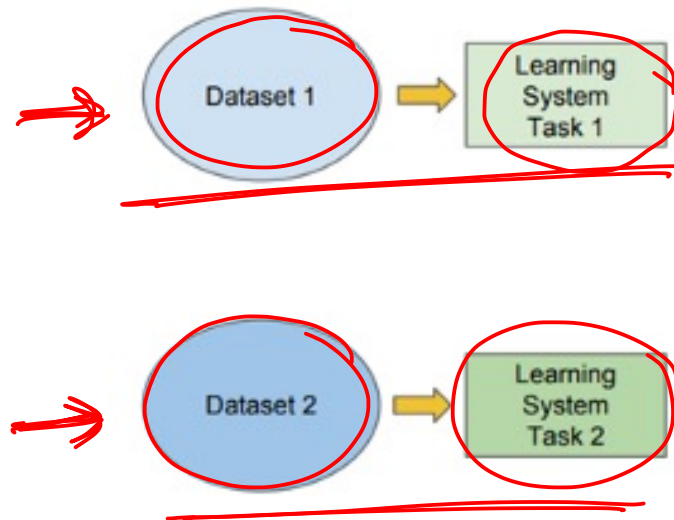 Dataset 1
Learning
System
Task 1
Dataset 2
Learning
System
Task 2